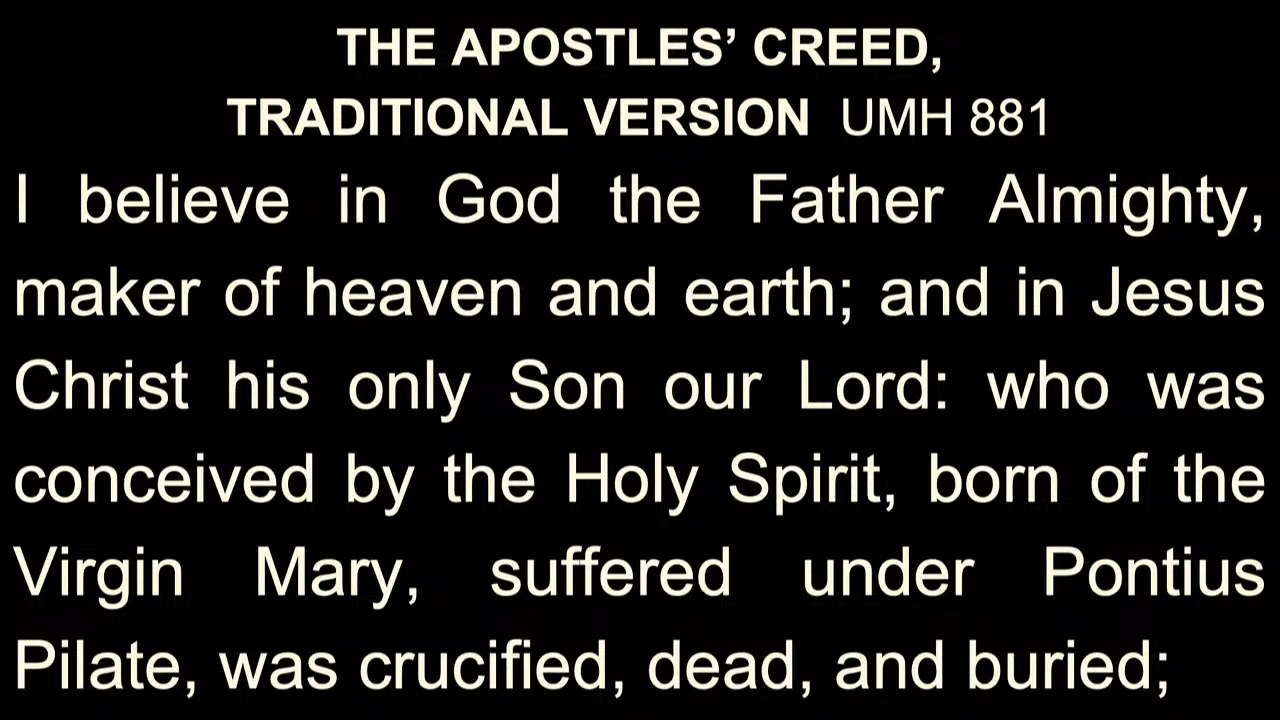 THE APOSTLES’ CREED,
TRADITIONAL VERSION UMH 881
I believe in God the Father Almighty,
maker of heaven and earth; and in Jesus
Christ his only Son our Lord: who was
conceived by the Holy Spirit, born of the
Virgin Mary, suffered under Pontius
Pilate, was crucified, dead, and buried;